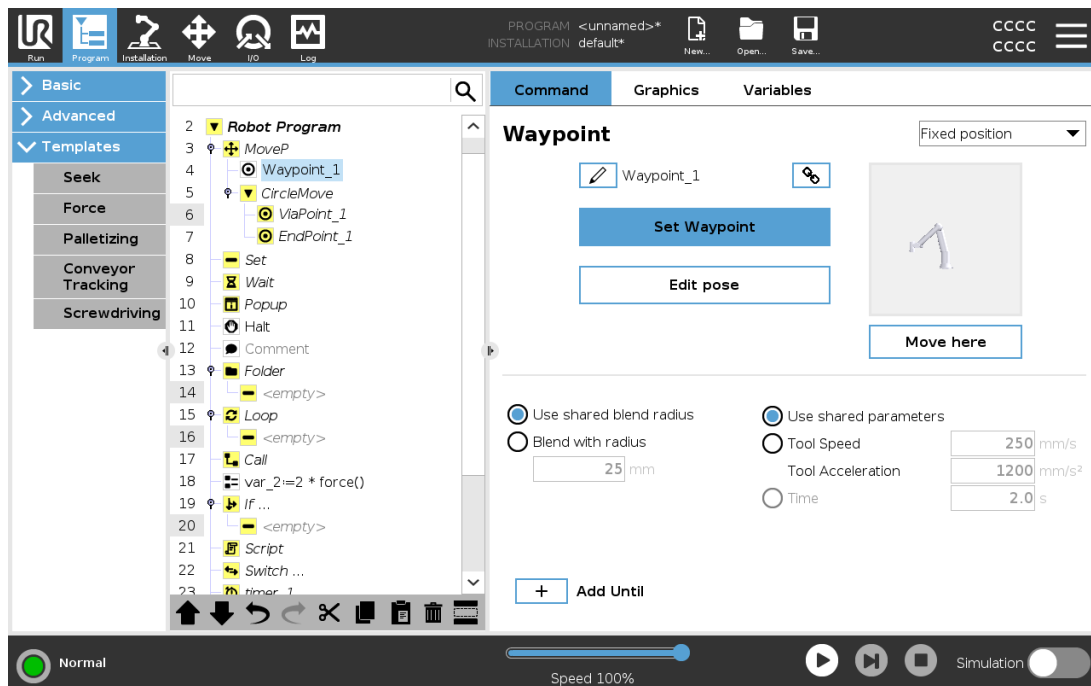 UR
PROGRAM <unnamed>*
INSTALLATION default*
CCCC
CCCC
Run
Program
Installation
Move
I/O
Log
New...
Open...
Save...
Basic
Advanced
Templates
Seek
Force
Palletizing
Conveyor
Tracking
Screwdriving
2 Robot Program
3 MoveP
4 Waypoint_1
5 CircleMove
6 ViaPoint_1
7 EndPoint_1
8 Set
9 Wait
10 Popup
11 Halt
12 Comment
13 Folder
14 <empty>
15 Loop
16 <empty>
17 Call
18 var_2:=2 * force()
19 If ...
20 <empty>
21 Script
22 Switch ...
23 timer_1
Command
Graphics
Variables
Waypoint
Fixed position
Waypoint_1
Set Waypoint
Edit pose
Move here
Use shared blend radius
Blend with radius
25 mm
Use shared parameters
Tool Speed 250 mm/s
Tool Acceleration 1200 mm/s²
Time 2.0 s
+ Add Until
Normal
Speed 100%
Simulation